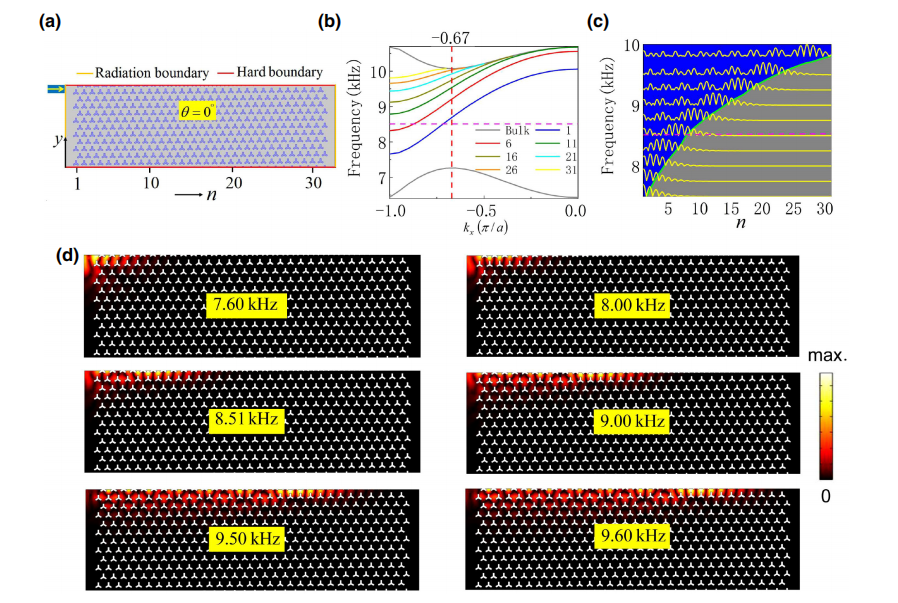 (a)
Radiation boundary
Hard boundary
θ = 0°
y
1 10 20 30
n
(b)
−0.67
Frequency (kHz)
10
9
8
7
Bulk 1
6 11
16 21
26 31
−1.0 −0.5 0.0
kₓ (π/a)
(c)
Frequency (kHz)
10
9
8
5 10 15 20 25 30
n
(d)
7.60 kHz
8.00 kHz
8.51 kHz
9.00 kHz
9.50 kHz
9.60 kHz
max.
0